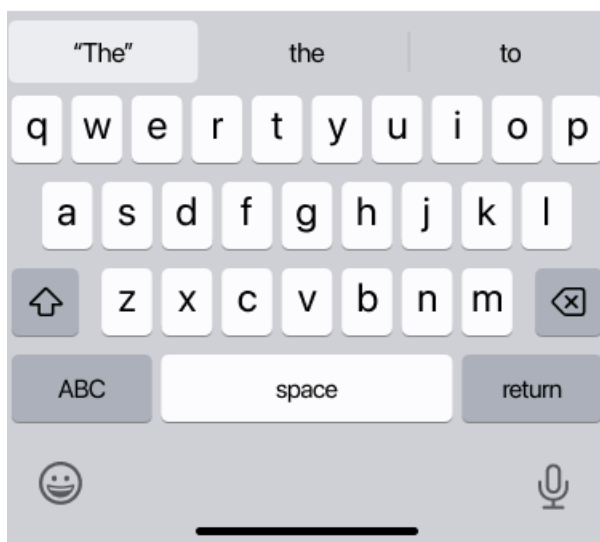 “The” the to
q w e r t y u i o p
a s d f g h j k l
z x c v b n m
ABC space return